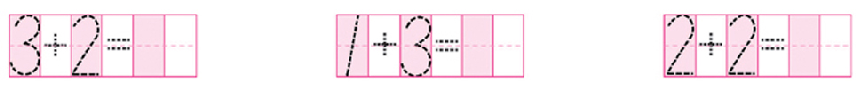 3+2= 1+3= 2+2=